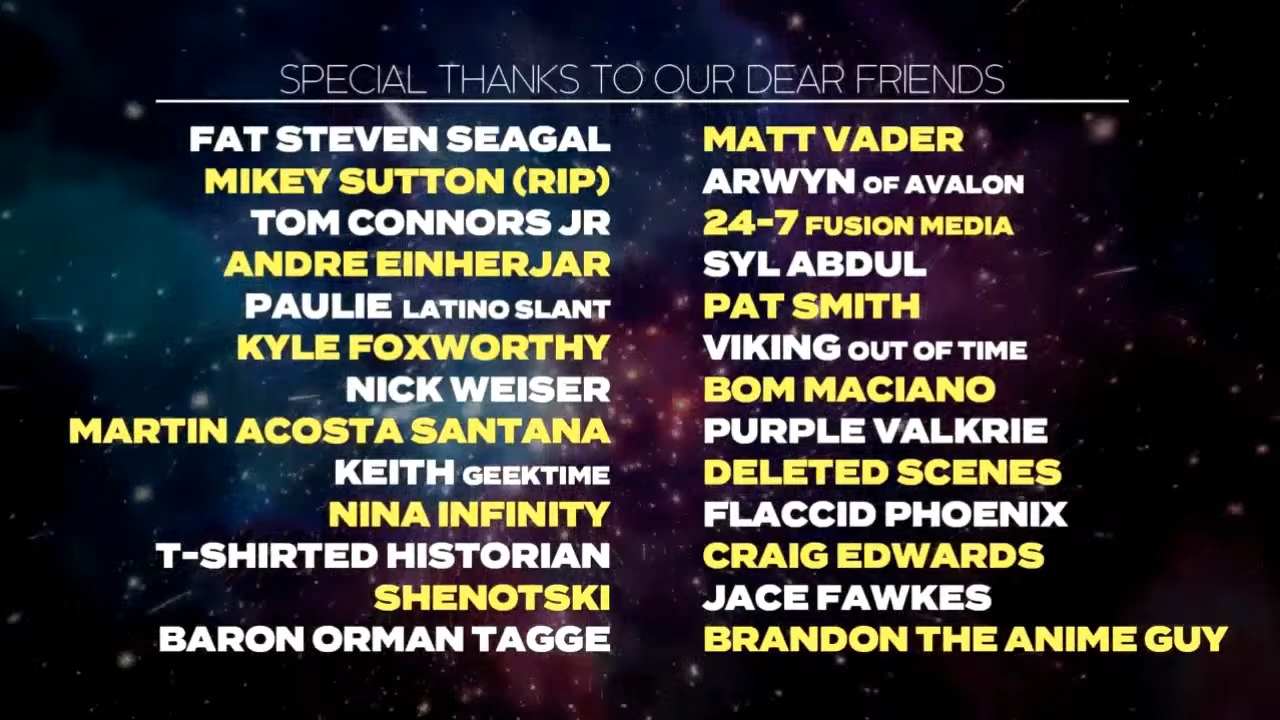 SPECIAL THANKS TO OUR DEAR FRIENDS
FAT STEVEN SEAGAL
MIKEY SUTTON (RIP)
TOM CONNORS JR
ANDRE EINHERJAR
PAULIE LATINO SLANT
KYLE FOXWORTHY
NICK WEISER
MARTIN ACOSTA SANTANA
KEITH GEEKTIME
NINA INFINITY
T-SHIRTED HISTORIAN
SHENOTSKI
BARON ORMAN TAGGE
MATT VADER
ARWYN OF AVALON
24-7 FUSION MEDIA
SYL ABDUL
PAT SMITH
VIKING OUT OF TIME
BOM MACIANO
PURPLE VALKRIE
DELETED SCENES
FLACCID PHOENIX
CRAIG EDWARDS
JACE FAWKES
BRANDON THE ANIME GUY